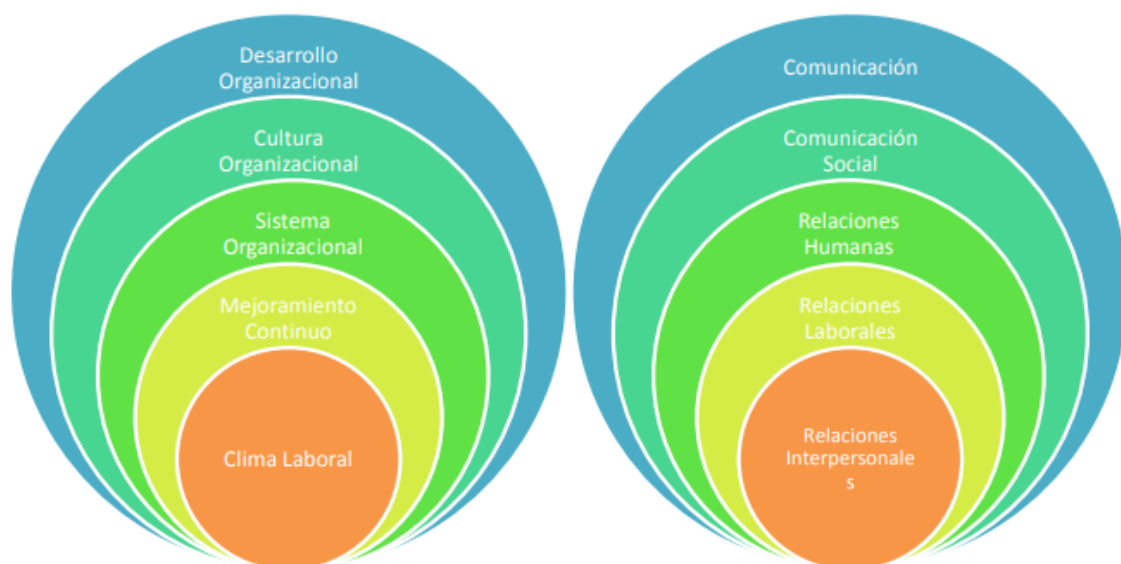 Desarrollo
Organizacional
Cultura
Organizacional
Sistema
Organizacional
Mejoramiento
Continuo
Clima Laboral
Comunicación
Comunicación
Social
Relaciones
Humanas
Relaciones
Laborales
Relaciones
Interpersonale
s